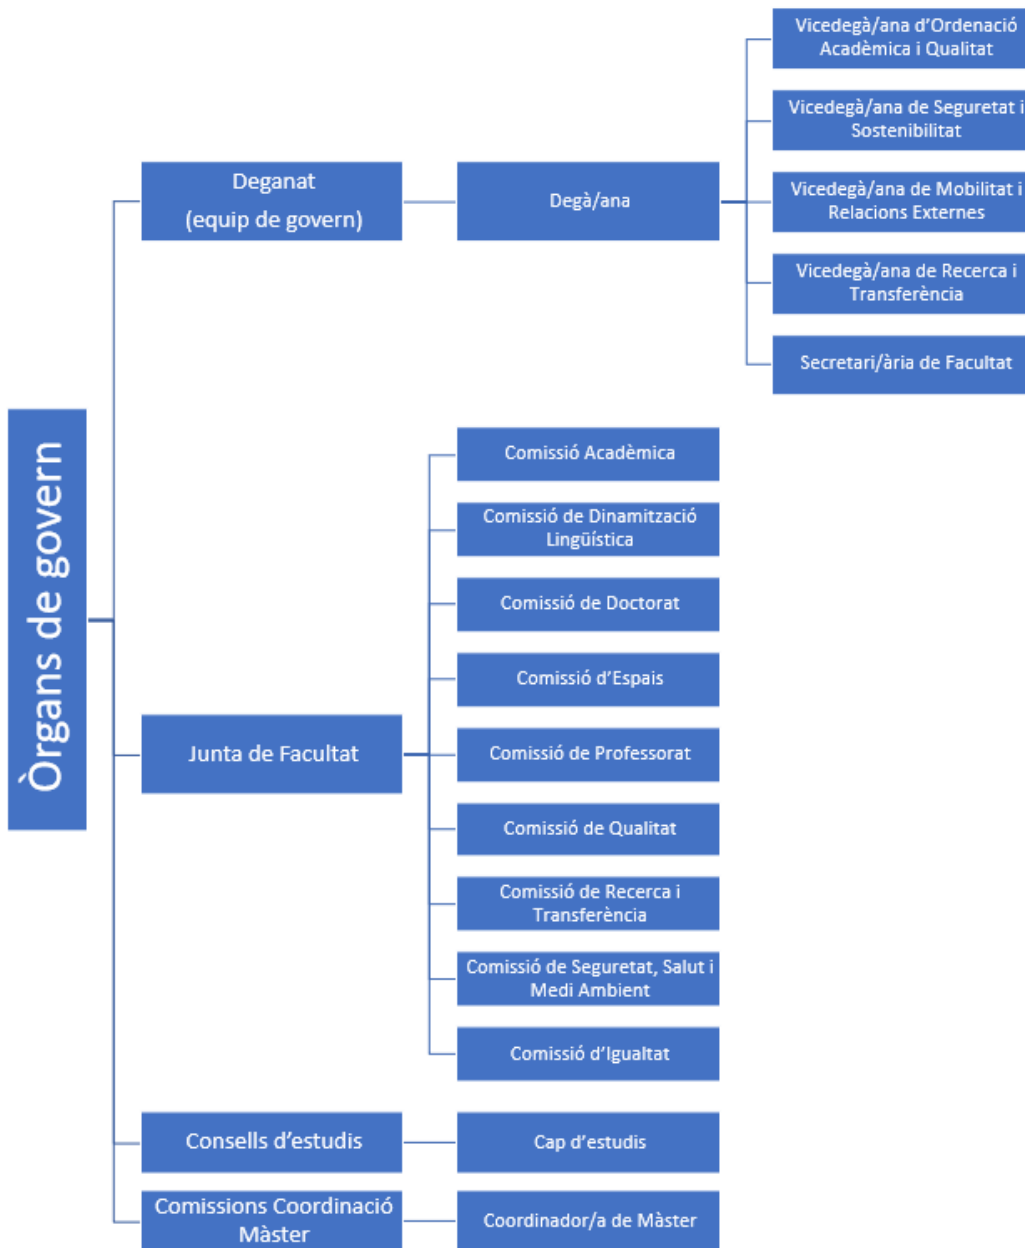 Òrgans de govern
Deganat
(equip de govern)
Degà/ana
Vicedegà/ana d'Ordenació
Acadèmica i Qualitat
Vicedegà/ana de Seguretat i
Sostenibilitat
Vicedegà/ana de Mobilitat i
Relacions Externes
Vicedegà/ana de Recerca i
Transferència
Secretari/ària de Facultat
Junta de Facultat
Comissió Acadèmica
Comissió de Dinamització
Lingüística
Comissió de Doctorat
Comissió d'Espais
Comissió de Professorat
Comissió de Qualitat
Comissió de Recerca i
Transferència
Comissió de Seguretat, Salut i
Medi Ambient
Comissió d'Igualtat
Consells d'estudis
Cap d'estudis
Comissions Coordinació
Màster
Coordinador/a de Màster